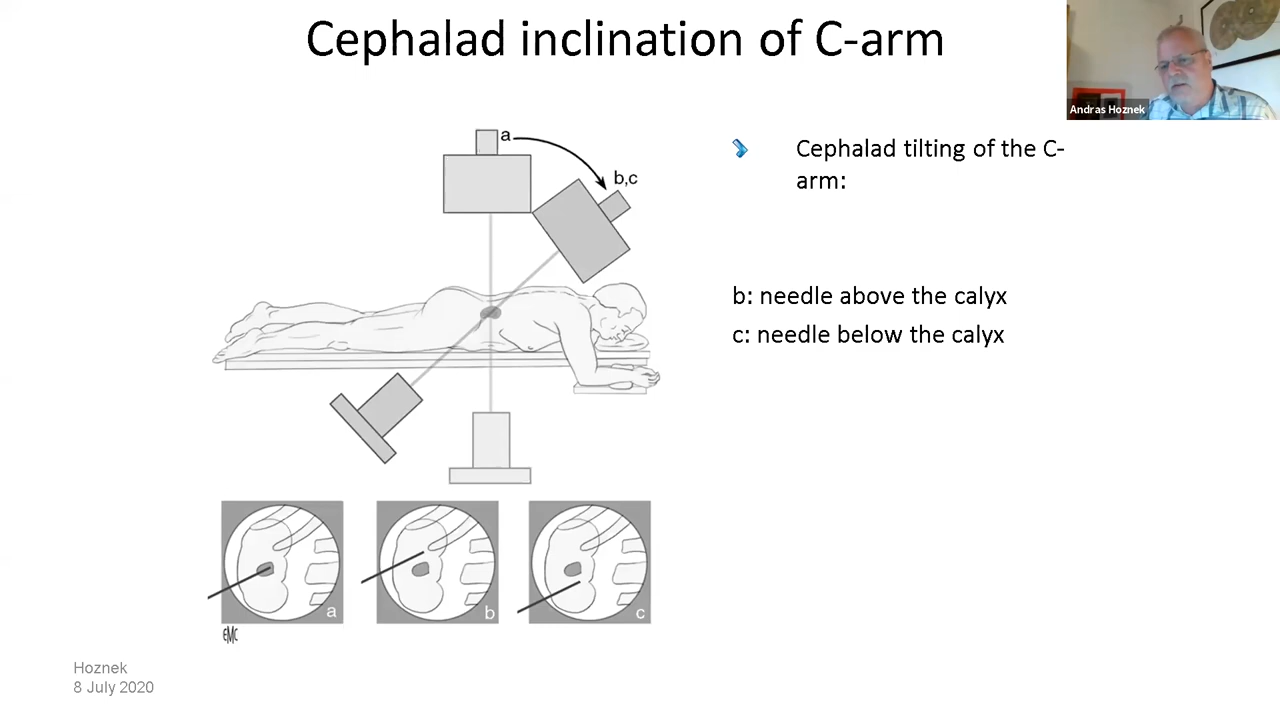 Cephalad inclination of C-arm
Andras Hoznek
a
b,c
Cephalad tilting of the C-
arm:
b: needle above the calyx
c: needle below the calyx
a
b
c
EMC
Hoznek
8 July 2020